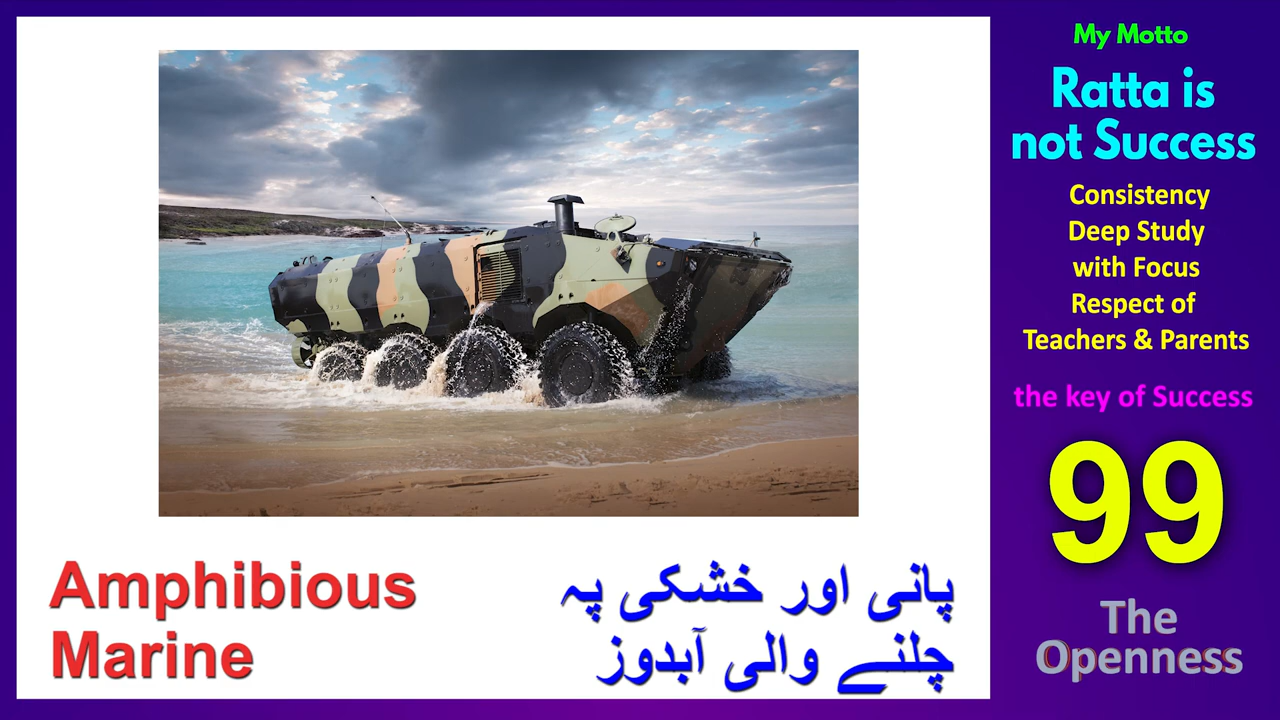 Amphibious
Marine
پانی اور خشکی پہ
چلنے والی آبدوز
My Motto
Ratta is
not Success
Consistency
Deep Study
with Focus
Respect of
Teachers & Parents
the key of Success
99
The
Openness